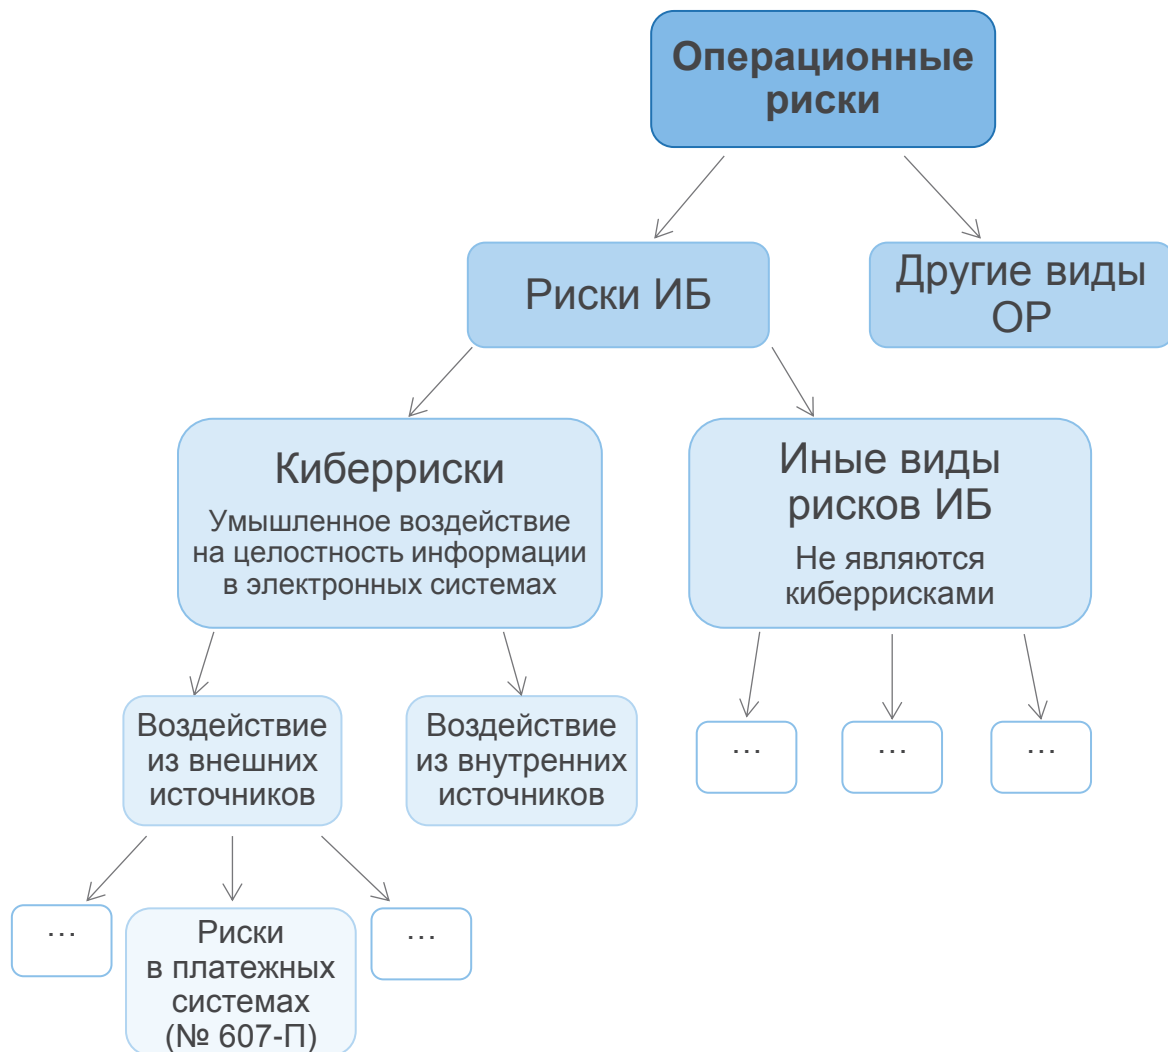 Операционные
риски
Риски ИБ
Другие виды
ОР
Киберриски
Умышленное воздействие
на целостность информации
в электронных системах
Иные виды
рисков ИБ
Не являются
киберрисками
Воздействие
из внешних
источников
Воздействие
из внутренних
источников
...
...
...
...
Риски
в платежных
системах
(№ 607-П)
...